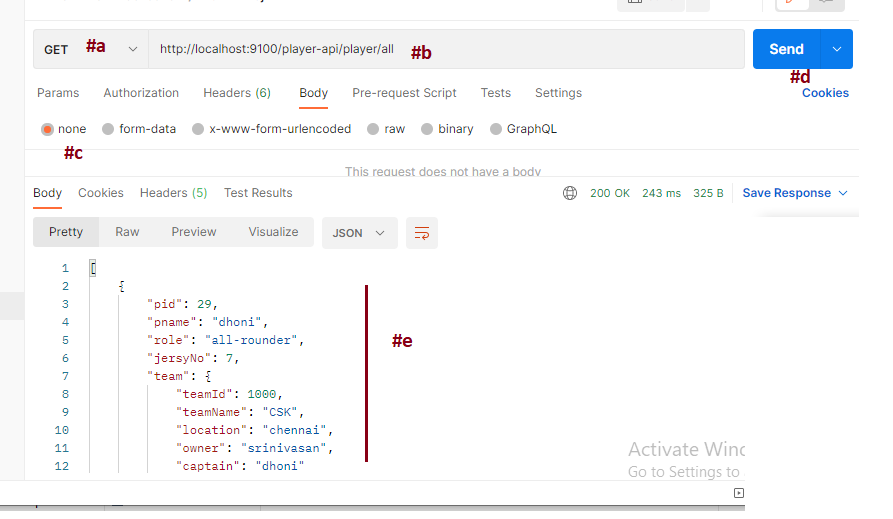 GET #a http://localhost:9100/player-api/player/all #b Send
#d
Params Authorization Headers (6) Body Pre-request Script Tests Settings Cookies
none form-data x-www-form-urlencoded raw binary GraphQL
#c
This request does not have a body
Body Cookies Headers (5) Test Results 200 OK 243 ms 325 B Save Response
Pretty Raw Preview Visualize JSON
1 [
2 {
3 "pid": 29,
4 "pname": "dhoni",
5 "role": "all-rounder",
#e
6 "jersyNo": 7,
7 "team": {
8 "teamId": 1000,
9 "teamName": "CSK",
10 "location": "chennai",
11 "owner": "srinivasan",
Activate Wind
12 "captain": "dhoni"
Go to Settings to